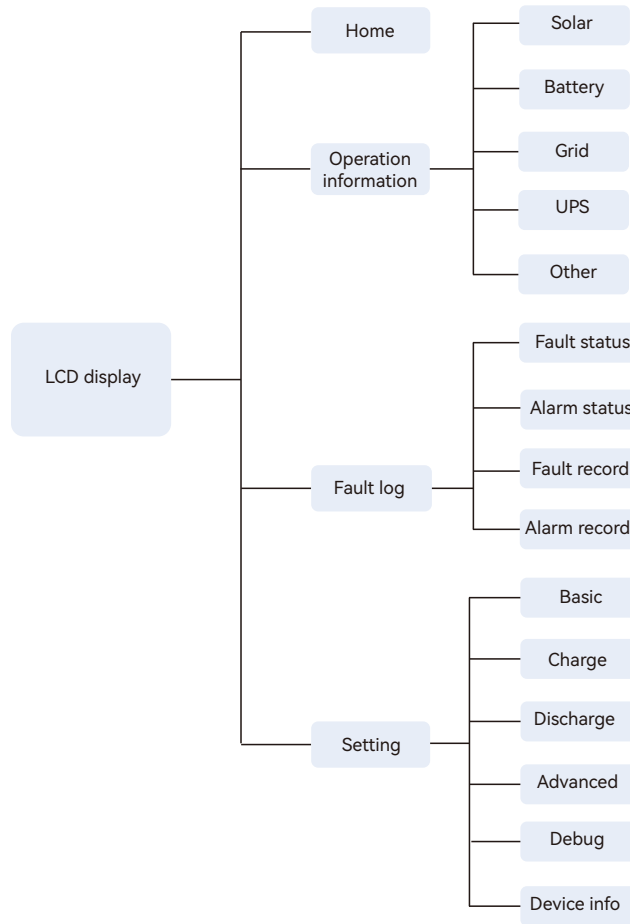 LCD display
Home
Operation
information
Solar
Battery
Grid
UPS
Other
Fault log
Fault status
Alarm status
Fault record
Alarm record
Setting
Basic
Charge
Discharge
Advanced
Debug
Device info